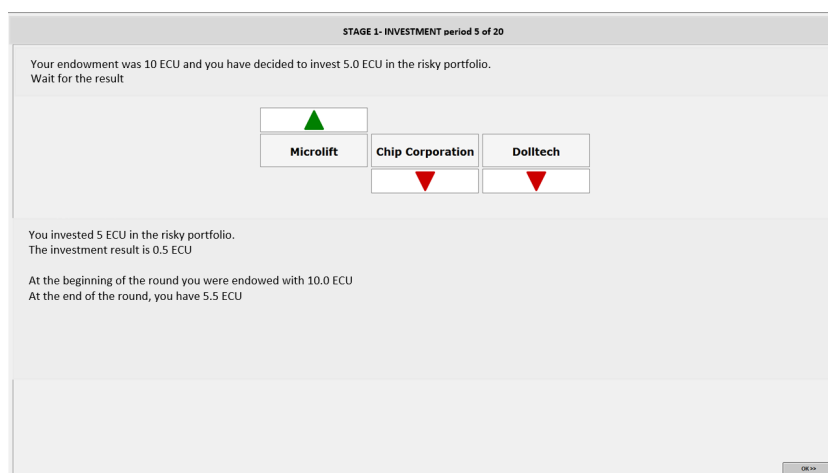 STAGE 1- INVESTMENT period 5 of 20
Your endowment was 10 ECU and you have decided to invest 5.0 ECU in the risky portfolio.
Wait for the result
Microlift Chip Corporation Dolltech
You invested 5 ECU in the risky portfolio.
The investment result is 0.5 ECU
At the beginning of the round you were endowed with 10.0 ECU
At the end of the round, you have 5.5 ECU
OK >>